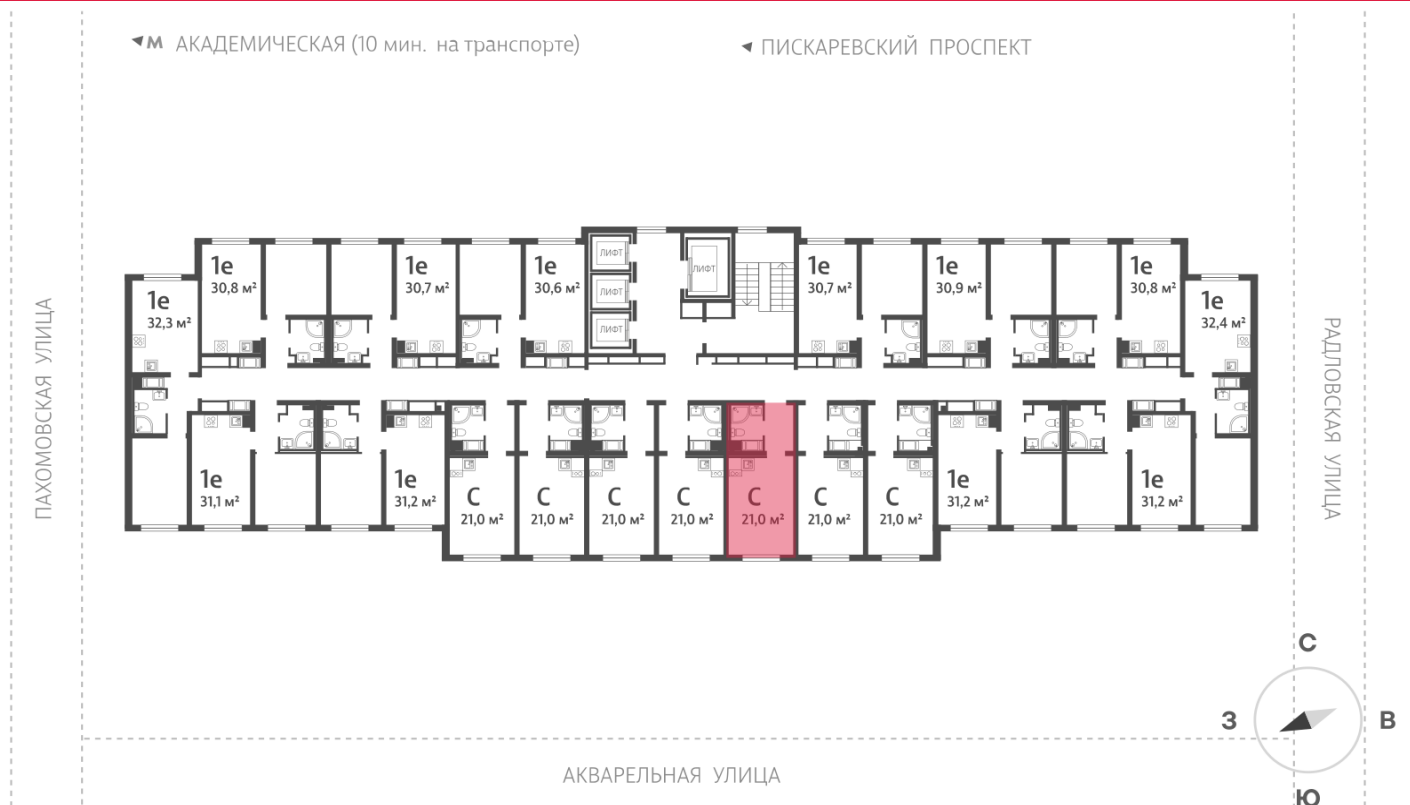 М АКАДЕМИЧЕСКАЯ (10 мин. на транспорте)
ПИСКАРЕВСКИЙ ПРОСПЕКТ
ПАХОМОВСКАЯ УЛИЦА
РАДЛОВСКАЯ УЛИЦА
1е
32,3 м²
1е
30,8 м²
1е
30,7 м²
1е
30,6 м²
ЛИФТ
ЛИФТ
ЛИФТ
ЛИФТ
1е
30,7 м²
1е
30,9 м²
1е
30,8 м²
1е
32,4 м²
1е
31,1 м²
1е
31,2 м²
С
21,0 м²
С
21,0 м²
С
21,0 м²
С
21,0 м²
С
21,0 м²
С
21,0 м²
С
21,0 м²
1е
31,2 м²
1е
31,2 м²
С
З
В
Ю
АКВАРЕЛЬНАЯ УЛИЦА